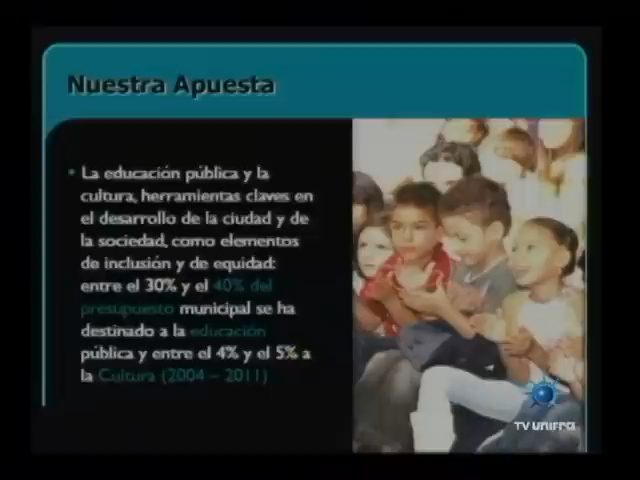 Nuestra Apuesta
• La educación pública y la
cultura, herramientas claves en
el desarrollo de la ciudad y de
la sociedad, como elementos
de inclusión y de equidad:
entre el 30% y el 40% del
presupuesto municipal se ha
destinado a la educación
pública y entre el 4% y el 5% a
la Cultura (2004 – 2011)
TV UNIFRA